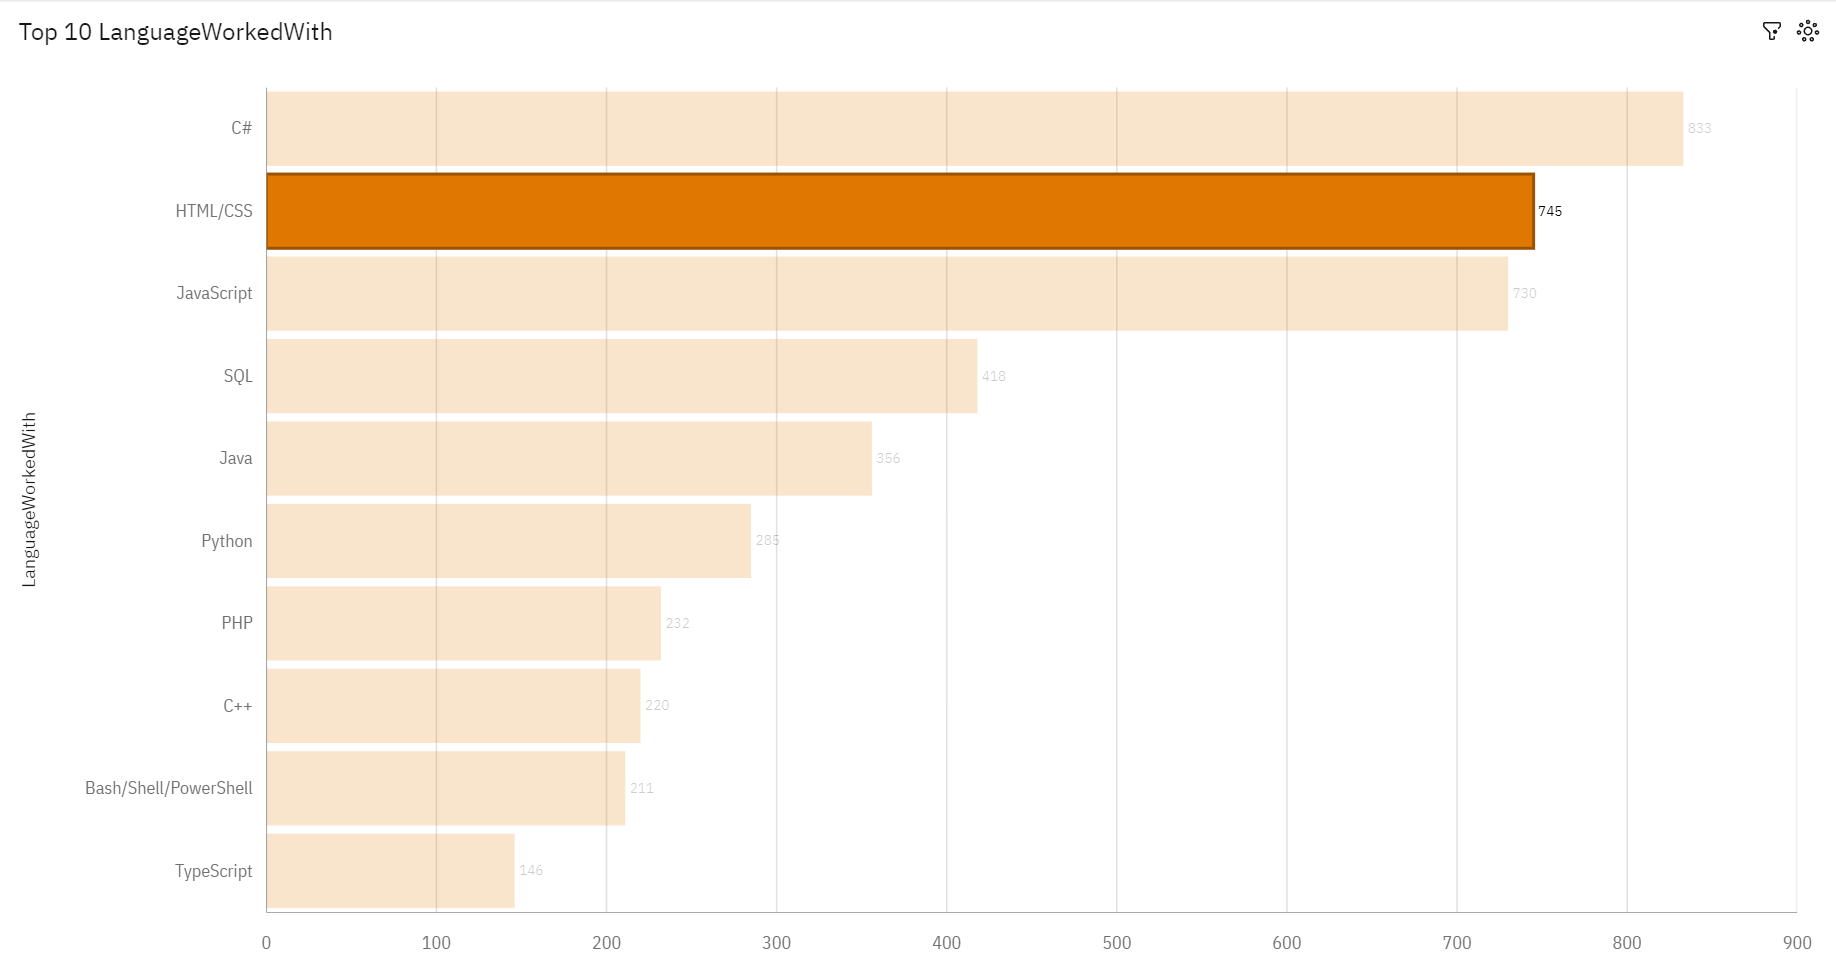 Top 10 LanguageWorkedWith
LanguageWorkedWith
C# 833
HTML/CSS 745
JavaScript 730
SQL 418
Java 356
Python 285
PHP 232
C++ 220
Bash/Shell/PowerShell 211
TypeScript 146
0 100 200 300 400 500 600 700 800 900